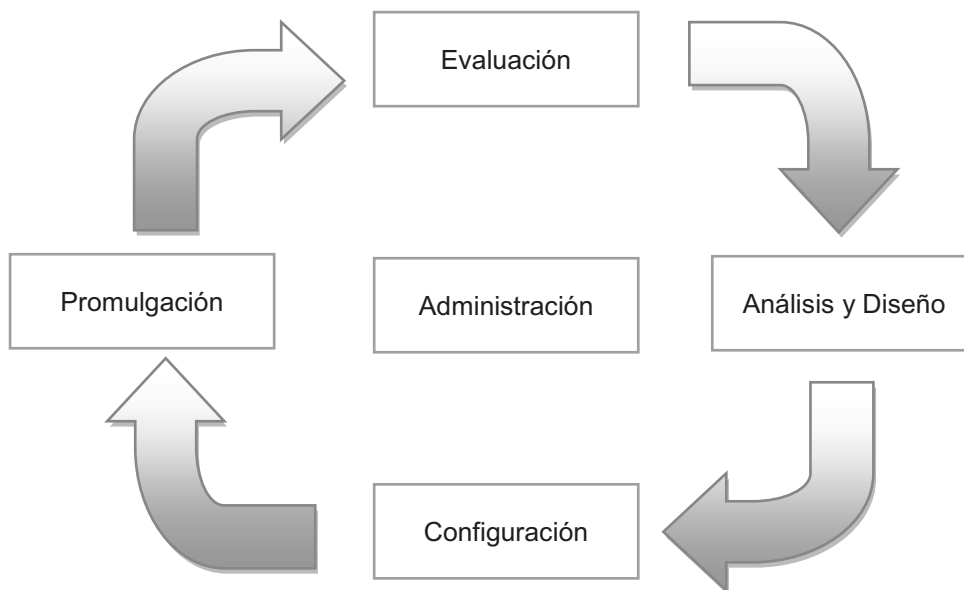 Evaluación
Promulgación
Administración
Análisis y Diseño
Configuración